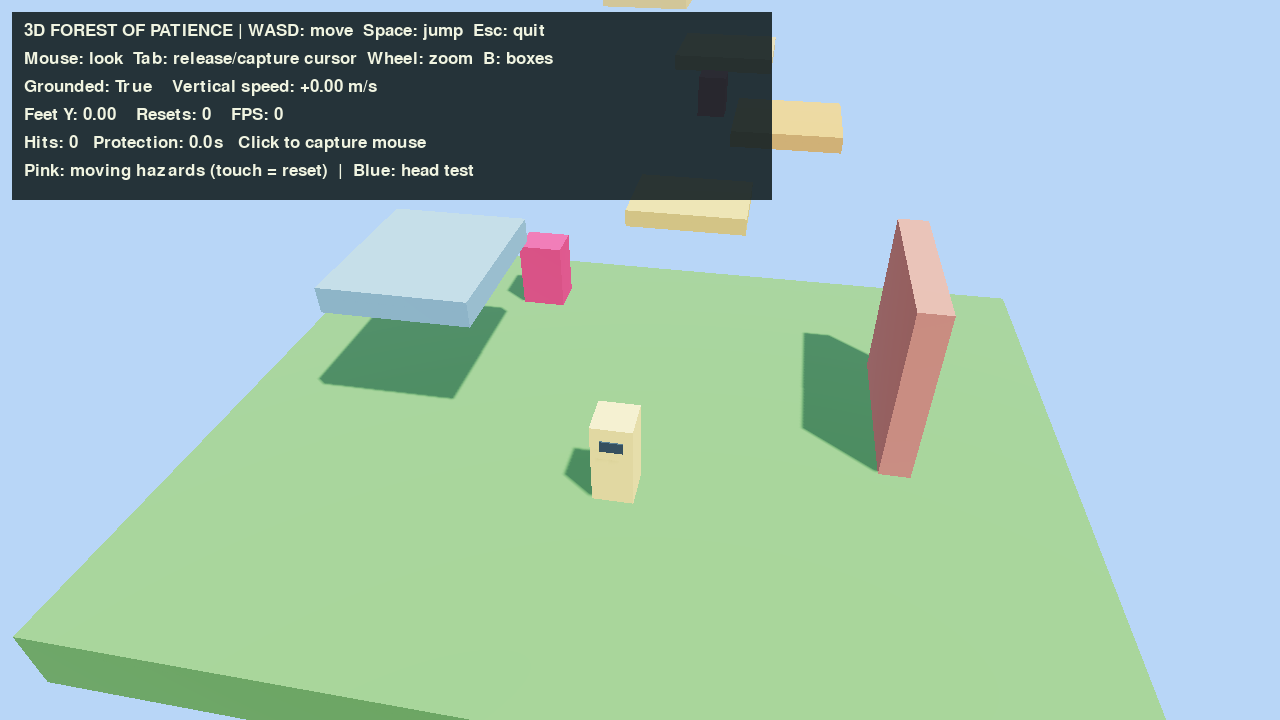 3D FOREST OF PATIENCE | WASD: move  Space: jump  Esc: quit
Mouse: look  Tab: release/capture cursor  Wheel: zoom  B: boxes
Grounded: True    Vertical speed: +0.00 m/s
Feet Y: 0.00    Resets: 0    FPS: 0
Hits: 0   Protection: 0.0s   Click to capture mouse
Pink: moving hazards (touch = reset)  |  Blue: head test